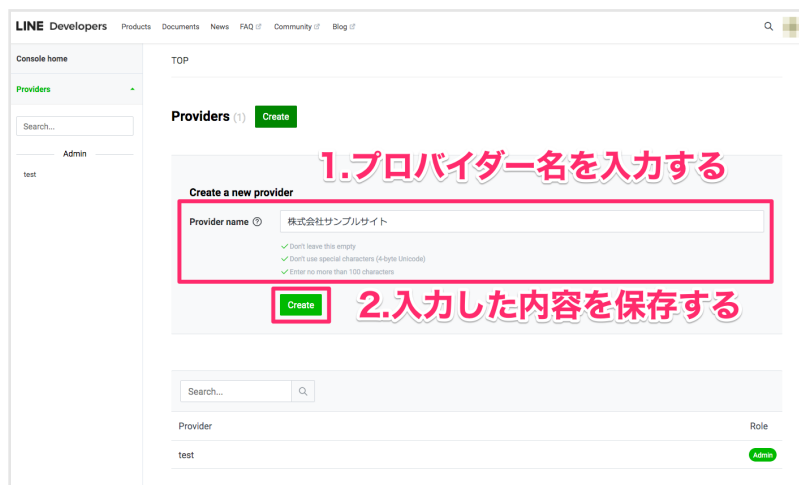 LINE Developers Products Documents News FAQ Community Blog
Console home
TOP
Providers
Providers (1) Create
Search...
Admin
test
1.プロバイダー名を入力する
Create a new provider
Provider name 株式会社サンプルサイト
Don't leave this empty
Don't use special characters (4-byte Unicode)
Enter no more than 100 characters
Create 2.入力した内容を保存する
Search...
Provider Role
test Admin